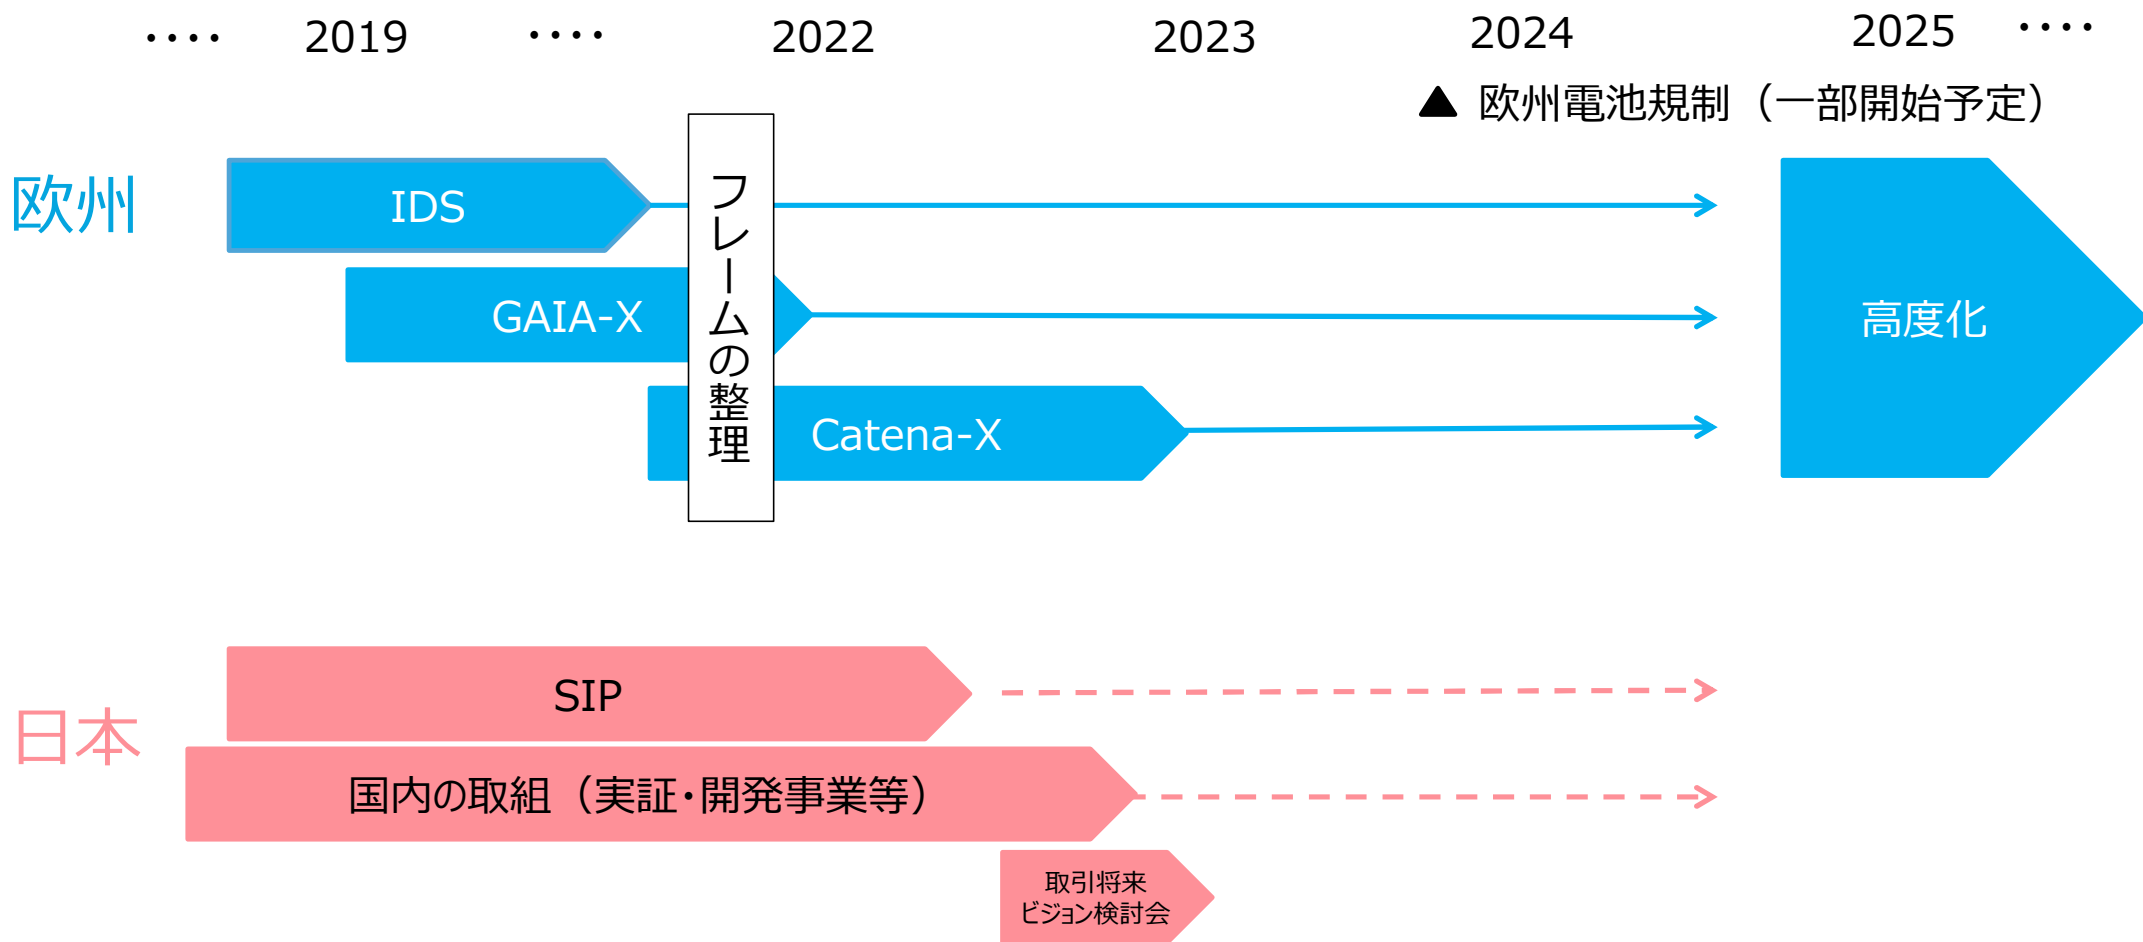 ････ 2019 ････ 2022 2023 2024 2025 ････
▲ 欧州電池規制（一部開始予定）
欧州
IDS
GAIA-X
Catena-X
フレームの整理
高度化
日本
SIP
国内の取組（実証・開発事業等）
取引将来
ビジョン検討会